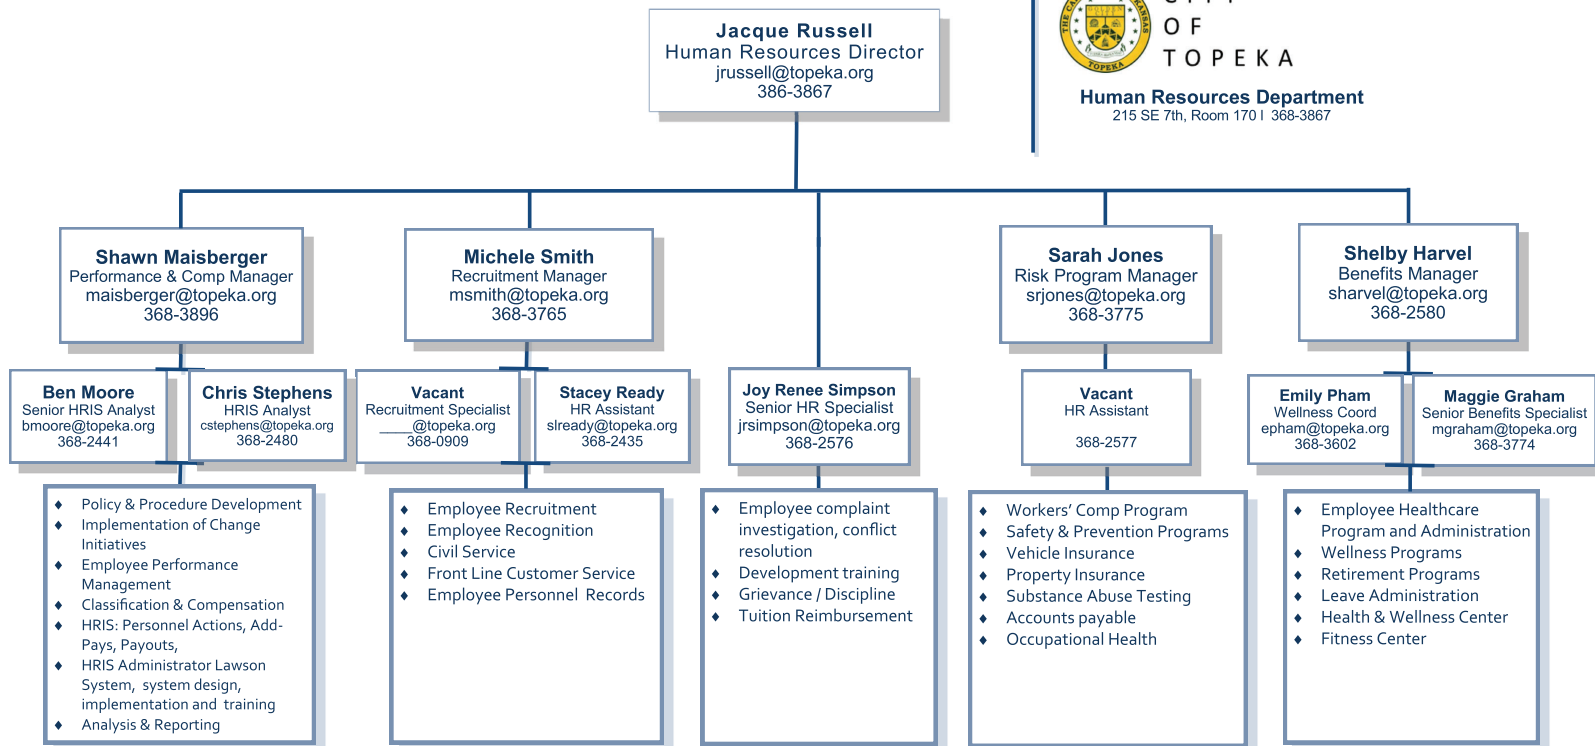 Jacque Russell
Human Resources Director
jrussell@topeka.org
386-3867
OF
TOPEKA
TOPEKA
Human Resources Department
215 SE 7th, Room 170 l 368-3867
Shawn Maisberger
Performance & Comp Manager
maisberger@topeka.org
368-3896
Michele Smith
Recruitment Manager
msmith@topeka.org
368-3765
Sarah Jones
Risk Program Manager
srjones@topeka.org
368-3775
Shelby Harvel
Benefits Manager
sharvel@topeka.org
368-2580
Ben Moore
Senior HRIS Analyst
bmoore@topeka.org
368-2441
Chris Stephens
HRIS Analyst
cstephens@topeka.org
368-2480
Vacant
Recruitment Specialist
____@topeka.org
368-0909
Stacey Ready
HR Assistant
slready@topeka.org
368-2435
Joy Renee Simpson
Senior HR Specialist
jrsimpson@topeka.org
368-2576
Vacant
HR Assistant
368-2577
Emily Pham
Wellness Coord
epham@topeka.org
368-3602
Maggie Graham
Senior Benefits Specialist
mgraham@topeka.org
368-3774
♦ Policy & Procedure Development
♦ Implementation of Change
Initiatives
♦ Employee Performance
Management
♦ Classification & Compensation
♦ HRIS: Personnel Actions, Add-
Pays, Payouts,
♦ HRIS Administrator Lawson
System, system design,
implementation and training
♦ Analysis & Reporting
♦ Employee Recruitment
♦ Employee Recognition
♦ Civil Service
♦ Front Line Customer Service
♦ Employee Personnel Records
♦ Employee complaint
investigation, conflict
resolution
♦ Development training
♦ Grievance / Discipline
♦ Tuition Reimbursement
♦ Workers' Comp Program
♦ Safety & Prevention Programs
♦ Vehicle Insurance
♦ Property Insurance
♦ Substance Abuse Testing
♦ Accounts payable
♦ Occupational Health
♦ Employee Healthcare
Program and Administration
♦ Wellness Programs
♦ Retirement Programs
♦ Leave Administration
♦ Health & Wellness Center
♦ Fitness Center